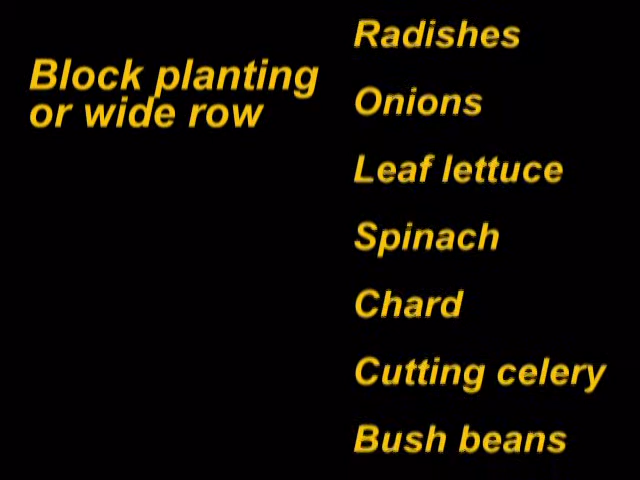 Block planting
or wide row
Radishes
Onions
Leaf lettuce
Spinach
Chard
Cutting celery
Bush beans